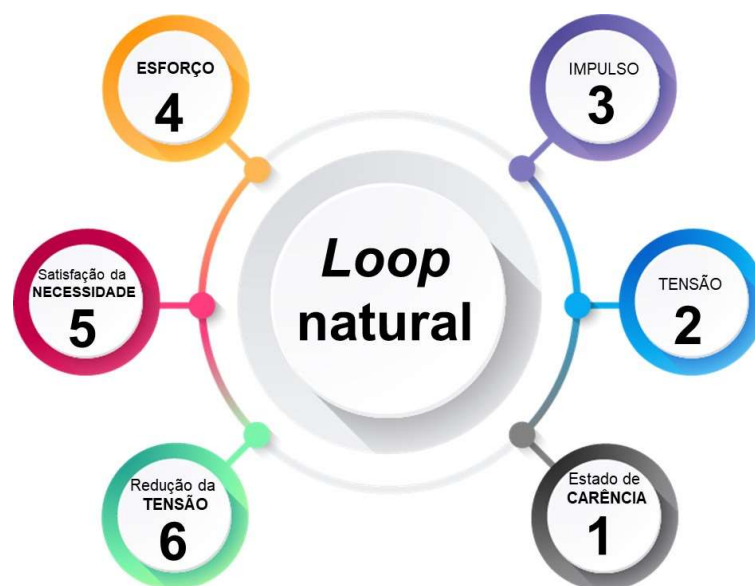 ESFORÇO
4
IMPULSO
3
Loop
natural
Satisfação da
NECESSIDADE
5
TENSÃO
2
Redução da
TENSÃO
6
Estado de
CARÊNCIA
1